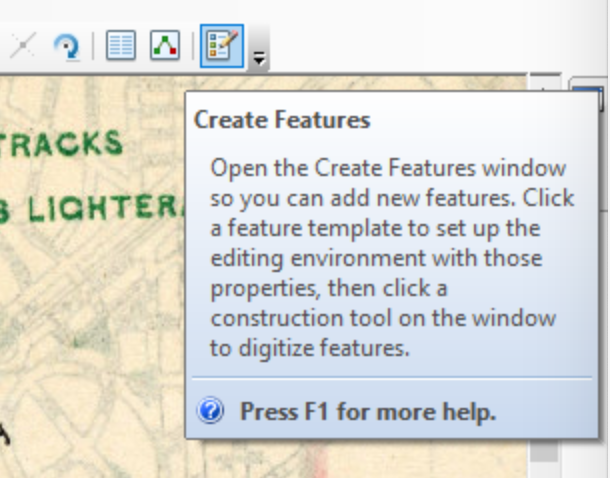 TRACKS
LIGHTER
Create Features
Open the Create Features window
so you can add new features. Click
a feature template to set up the
editing environment with those
properties, then click a
construction tool on the window
to digitize features.
Press F1 for more help.